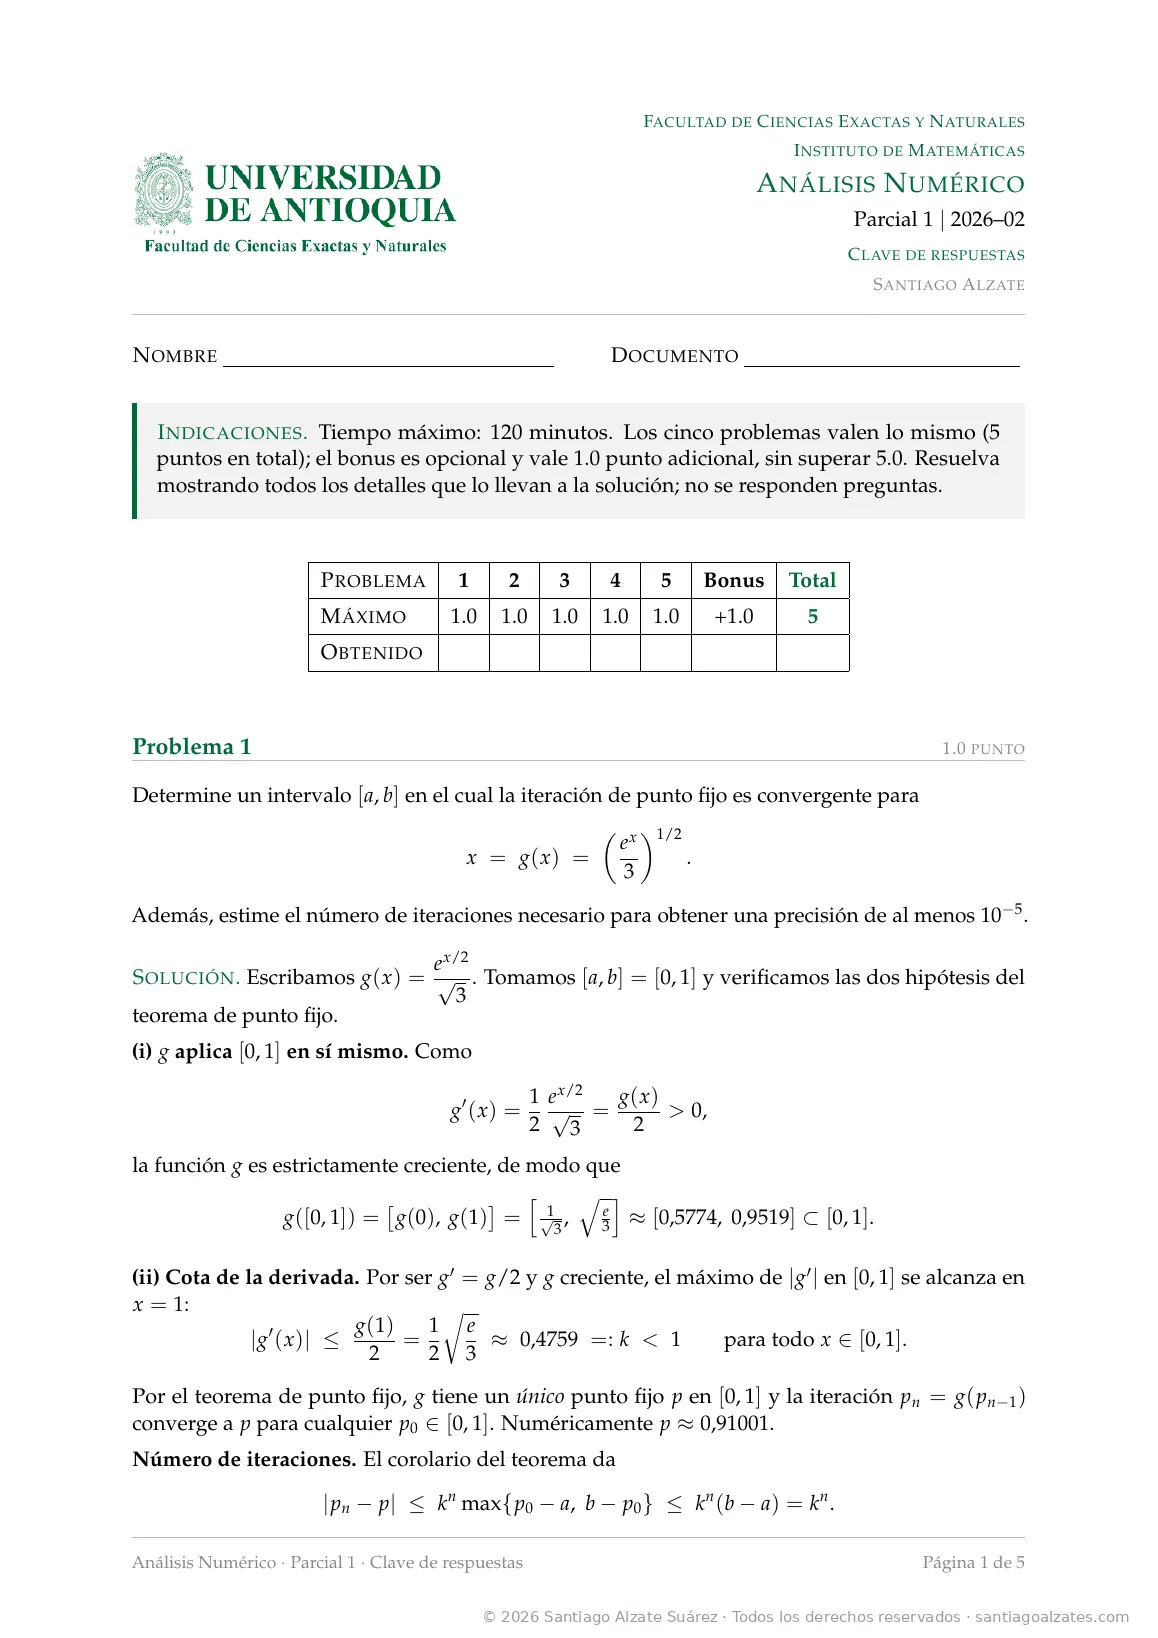 FACULTAD DE CIENCIAS EXACTAS Y NATURALES
INSTITUTO DE MATEMÁTICAS
ANÁLISIS NUMÉRICO
Parcial 1 | 2026–02
CLAVE DE RESPUESTAS
SANTIAGO ALZATE
UNIVERSIDAD
DE ANTIOQUIA
1803
Facultad de Ciencias Exactas y Naturales
NOMBRE DOCUMENTO
INDICACIONES. Tiempo máximo: 120 minutos. Los cinco problemas valen lo mismo (5
puntos en total); el bonus es opcional y vale 1.0 punto adicional, sin superar 5.0. Resuelva
mostrando todos los detalles que lo llevan a la solución; no se responden preguntas.
PROBLEMA 1 2 3 4 5 Bonus Total
MÁXIMO 1.0 1.0 1.0 1.0 1.0 +1.0 5
OBTENIDO
Problema 1 1.0 PUNTO
Determine un intervalo [a, b] en el cual la iteración de punto fijo es convergente para
x = g(x) = (e^x/3)^{1/2}.
Además, estime el número de iteraciones necesario para obtener una precisión de al menos 10^{−5}.
SOLUCIÓN. Escribamos g(x) = e^{x/2}/√3. Tomamos [a, b] = [0, 1] y verificamos las dos hipótesis del
teorema de punto fijo.
(i) g aplica [0, 1] en sí mismo. Como
g′(x) = 1/2 e^{x/2}/√3 = g(x)/2 > 0,
la función g es estrictamente creciente, de modo que
g([0, 1]) = [g(0), g(1)] = [1/√3, √(e/3)] ≈ [0,5774, 0,9519] ⊂ [0, 1].
(ii) Cota de la derivada. Por ser g′ = g/2 y g creciente, el máximo de |g′| en [0, 1] se alcanza en
x = 1:
|g′(x)| ≤ g(1)/2 = 1/2 √(e/3) ≈ 0,4759 =: k < 1 para todo x ∈ [0, 1].
Por el teorema de punto fijo, g tiene un único punto fijo p en [0, 1] y la iteración p_n = g(p_{n−1})
converge a p para cualquier p_0 ∈ [0, 1]. Numéricamente p ≈ 0,91001.
Número de iteraciones. El corolario del teorema da
|p_n − p| ≤ k^n max{p_0 − a, b − p_0} ≤ k^n(b − a) = k^n.
Análisis Numérico · Parcial 1 · Clave de respuestas Página 1 de 5
© 2026 Santiago Alzate Suárez · Todos los derechos reservados · santiagoalzates.com